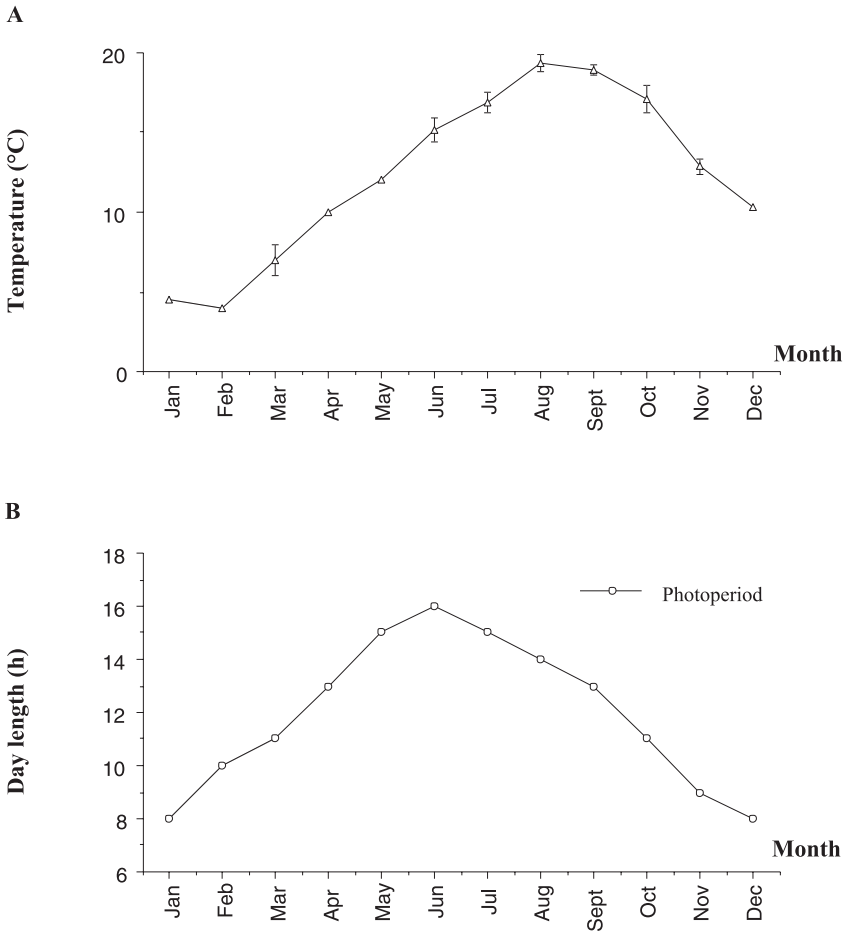 A
Temperature (°C)
20
10
0
Month
Jan
Feb
Mar
Apr
May
Jun
Jul
Aug
Sept
Oct
Nov
Dec
B
Day length (h)
18
16
14
12
10
8
6
Photoperiod
Month
Jan
Feb
Mar
Apr
May
Jun
Jul
Aug
Sept
Oct
Nov
Dec